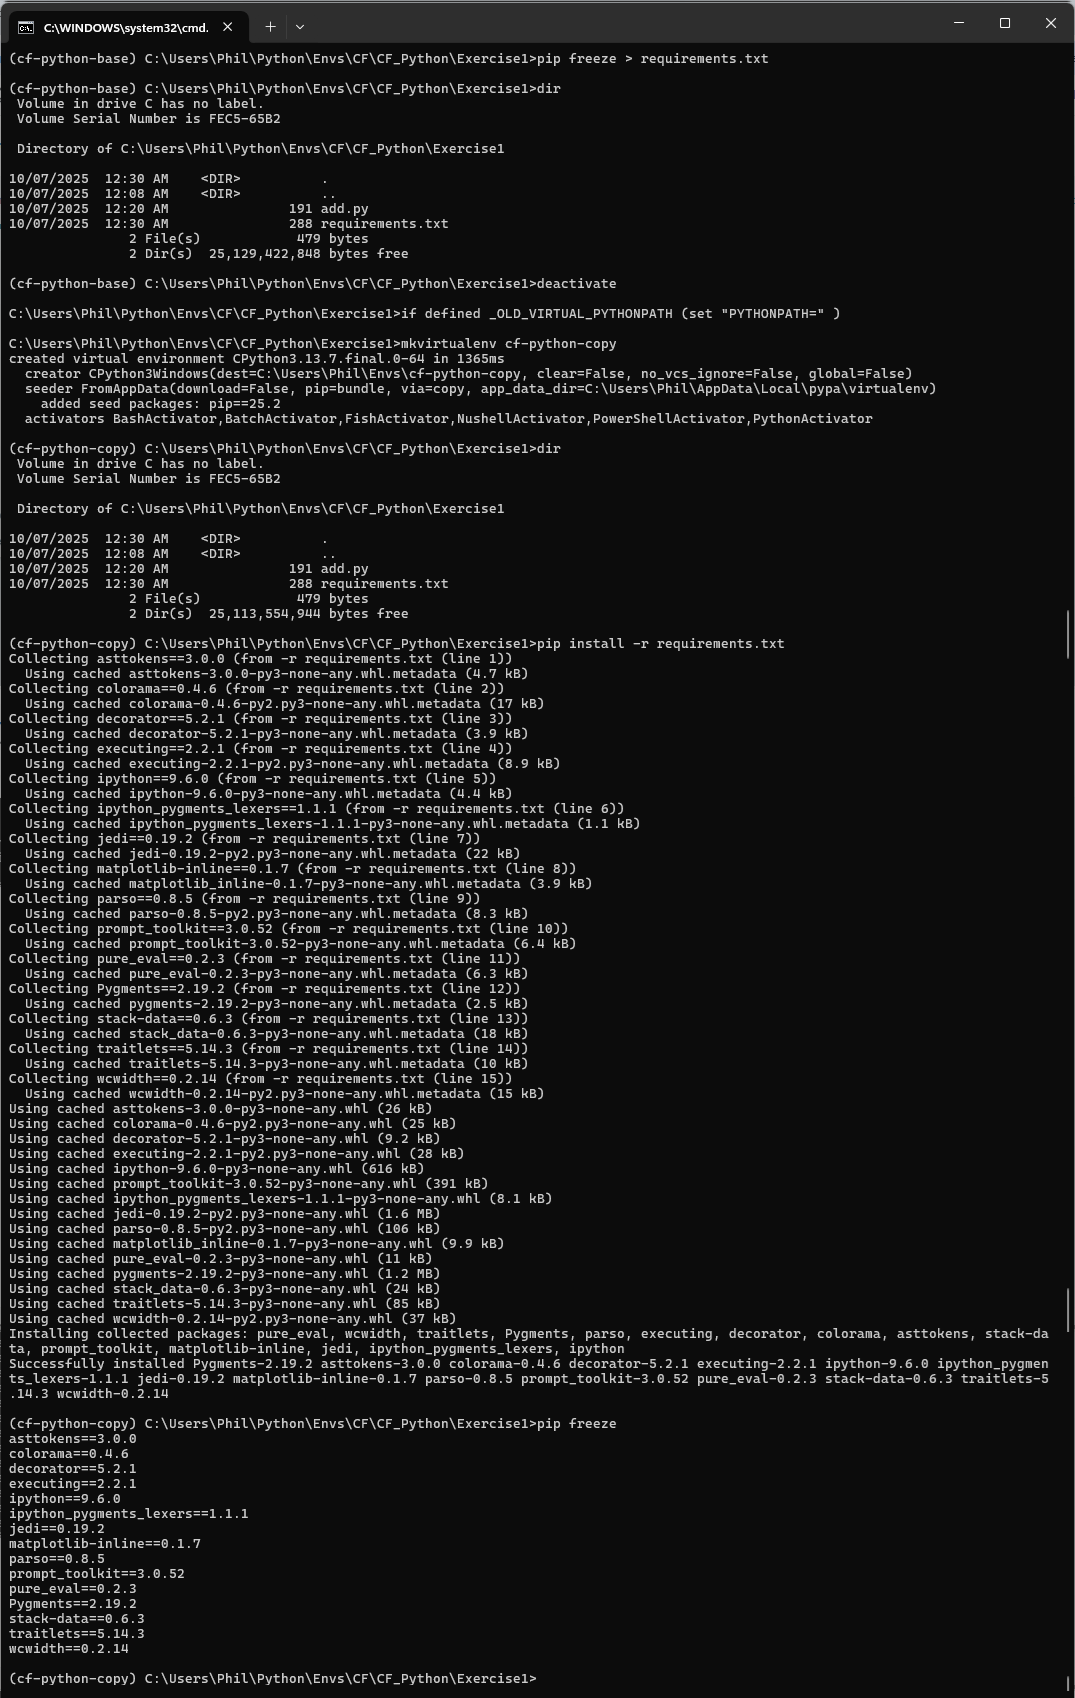 C:\WINDOWS\system32\cmd.
(cf-python-base) C:\Users\Phil\Python\Envs\CF\CF_Python\Exercise1>pip freeze > requirements.txt
(cf-python-base) C:\Users\Phil\Python\Envs\CF\CF_Python\Exercise1>dir
 Volume in drive C has no label.
 Volume Serial Number is FEC5-65B2
 Directory of C:\Users\Phil\Python\Envs\CF\CF_Python\Exercise1
10/07/2025  12:30 AM    <DIR>          .
10/07/2025  12:08 AM    <DIR>          ..
10/07/2025  12:20 AM               191 add.py
10/07/2025  12:30 AM               288 requirements.txt
               2 File(s)            479 bytes
               2 Dir(s)  25,129,422,848 bytes free
(cf-python-base) C:\Users\Phil\Python\Envs\CF\CF_Python\Exercise1>deactivate
C:\Users\Phil\Python\Envs\CF\CF_Python\Exercise1>if defined _OLD_VIRTUAL_PYTHONPATH (set "PYTHONPATH=" )
C:\Users\Phil\Python\Envs\CF\CF_Python\Exercise1>mkvirtualenv cf-python-copy
created virtual environment CPython3.13.7.final.0-64 in 1365ms
  creator CPython3Windows(dest=C:\Users\Phil\Envs\cf-python-copy, clear=False, no_vcs_ignore=False, global=False)
  seeder FromAppData(download=False, pip=bundle, via=copy, app_data_dir=C:\Users\Phil\AppData\Local\pypa\virtualenv)
    added seed packages: pip==25.2
  activators BashActivator,BatchActivator,FishActivator,NushellActivator,PowerShellActivator,PythonActivator
(cf-python-copy) C:\Users\Phil\Python\Envs\CF\CF_Python\Exercise1>dir
 Volume in drive C has no label.
 Volume Serial Number is FEC5-65B2
 Directory of C:\Users\Phil\Python\Envs\CF\CF_Python\Exercise1
10/07/2025  12:30 AM    <DIR>          .
10/07/2025  12:08 AM    <DIR>          ..
10/07/2025  12:20 AM               191 add.py
10/07/2025  12:30 AM               288 requirements.txt
               2 File(s)            479 bytes
               2 Dir(s)  25,113,554,944 bytes free
(cf-python-copy) C:\Users\Phil\Python\Envs\CF\CF_Python\Exercise1>pip install -r requirements.txt
Collecting asttokens==3.0.0 (from -r requirements.txt (line 1))
  Using cached asttokens-3.0.0-py3-none-any.whl.metadata (4.7 kB)
Collecting colorama==0.4.6 (from -r requirements.txt (line 2))
  Using cached colorama-0.4.6-py2.py3-none-any.whl.metadata (17 kB)
Collecting decorator==5.2.1 (from -r requirements.txt (line 3))
  Using cached decorator-5.2.1-py3-none-any.whl.metadata (3.9 kB)
Collecting executing==2.2.1 (from -r requirements.txt (line 4))
  Using cached executing-2.2.1-py2.py3-none-any.whl.metadata (8.9 kB)
Collecting ipython==9.6.0 (from -r requirements.txt (line 5))
  Using cached ipython-9.6.0-py3-none-any.whl.metadata (4.4 kB)
Collecting ipython_pygments_lexers==1.1.1 (from -r requirements.txt (line 6))
  Using cached ipython_pygments_lexers-1.1.1-py3-none-any.whl.metadata (1.1 kB)
Collecting jedi==0.19.2 (from -r requirements.txt (line 7))
  Using cached jedi-0.19.2-py2.py3-none-any.whl.metadata (22 kB)
Collecting matplotlib-inline==0.1.7 (from -r requirements.txt (line 8))
  Using cached matplotlib_inline-0.1.7-py3-none-any.whl.metadata (3.9 kB)
Collecting parso==0.8.5 (from -r requirements.txt (line 9))
  Using cached parso-0.8.5-py2.py3-none-any.whl.metadata (8.3 kB)
Collecting prompt_toolkit==3.0.52 (from -r requirements.txt (line 10))
  Using cached prompt_toolkit-3.0.52-py3-none-any.whl.metadata (6.4 kB)
Collecting pure_eval==0.2.3 (from -r requirements.txt (line 11))
  Using cached pure_eval-0.2.3-py3-none-any.whl.metadata (6.3 kB)
Collecting Pygments==2.19.2 (from -r requirements.txt (line 12))
  Using cached pygments-2.19.2-py3-none-any.whl.metadata (2.5 kB)
Collecting stack-data==0.6.3 (from -r requirements.txt (line 13))
  Using cached stack_data-0.6.3-py3-none-any.whl.metadata (18 kB)
Collecting traitlets==5.14.3 (from -r requirements.txt (line 14))
  Using cached traitlets-5.14.3-py3-none-any.whl.metadata (10 kB)
Collecting wcwidth==0.2.14 (from -r requirements.txt (line 15))
  Using cached wcwidth-0.2.14-py2.py3-none-any.whl.metadata (15 kB)
Using cached asttokens-3.0.0-py3-none-any.whl (26 kB)
Using cached colorama-0.4.6-py2.py3-none-any.whl (25 kB)
Using cached decorator-5.2.1-py3-none-any.whl (9.2 kB)
Using cached executing-2.2.1-py2.py3-none-any.whl (28 kB)
Using cached ipython-9.6.0-py3-none-any.whl (616 kB)
Using cached prompt_toolkit-3.0.52-py3-none-any.whl (391 kB)
Using cached ipython_pygments_lexers-1.1.1-py3-none-any.whl (8.1 kB)
Using cached jedi-0.19.2-py2.py3-none-any.whl (1.6 MB)
Using cached parso-0.8.5-py2.py3-none-any.whl (106 kB)
Using cached matplotlib_inline-0.1.7-py3-none-any.whl (9.9 kB)
Using cached pure_eval-0.2.3-py3-none-any.whl (11 kB)
Using cached pygments-2.19.2-py3-none-any.whl (1.2 MB)
Using cached stack_data-0.6.3-py3-none-any.whl (24 kB)
Using cached traitlets-5.14.3-py3-none-any.whl (85 kB)
Using cached wcwidth-0.2.14-py2.py3-none-any.whl (37 kB)
Installing collected packages: pure_eval, wcwidth, traitlets, Pygments, parso, executing, decorator, colorama, asttokens, stack-da
ta, prompt_toolkit, matplotlib-inline, jedi, ipython_pygments_lexers, ipython
Successfully installed Pygments-2.19.2 asttokens-3.0.0 colorama-0.4.6 decorator-5.2.1 executing-2.2.1 ipython-9.6.0 ipython_pygmen
ts_lexers-1.1.1 jedi-0.19.2 matplotlib-inline-0.1.7 parso-0.8.5 prompt_toolkit-3.0.52 pure_eval-0.2.3 stack-data-0.6.3 traitlets-5
.14.3 wcwidth-0.2.14
(cf-python-copy) C:\Users\Phil\Python\Envs\CF\CF_Python\Exercise1>pip freeze
asttokens==3.0.0
colorama==0.4.6
decorator==5.2.1
executing==2.2.1
ipython==9.6.0
ipython_pygments_lexers==1.1.1
jedi==0.19.2
matplotlib-inline==0.1.7
parso==0.8.5
prompt_toolkit==3.0.52
pure_eval==0.2.3
Pygments==2.19.2
stack-data==0.6.3
traitlets==5.14.3
wcwidth==0.2.14
(cf-python-copy) C:\Users\Phil\Python\Envs\CF\CF_Python\Exercise1>